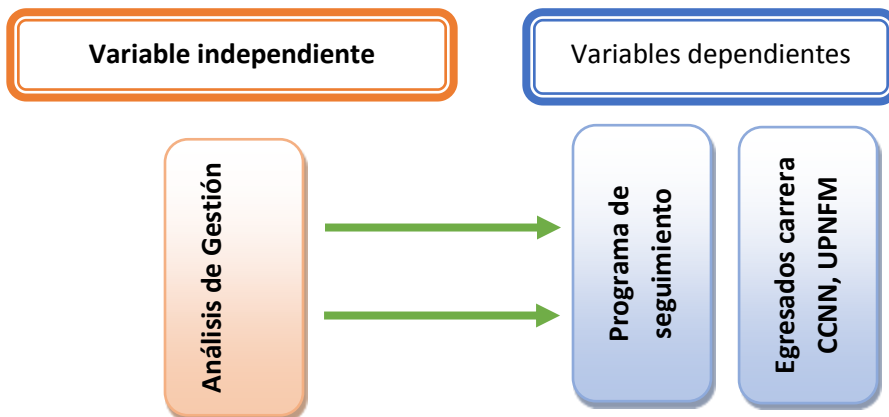 Variable independiente
Variables dependientes
Análisis de Gestión
Programa de
seguimiento
Egresados carrera
CCNN, UPNFM